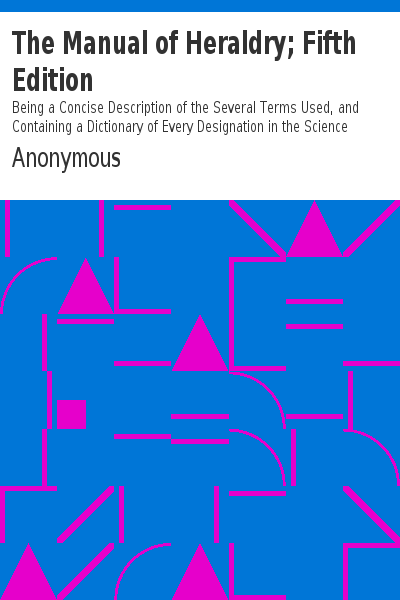 The Manual of Heraldry; Fifth
Edition
Being a Concise Description of the Several Terms Used, and
Containing a Dictionary of Every Designation in the Science
Anonymous